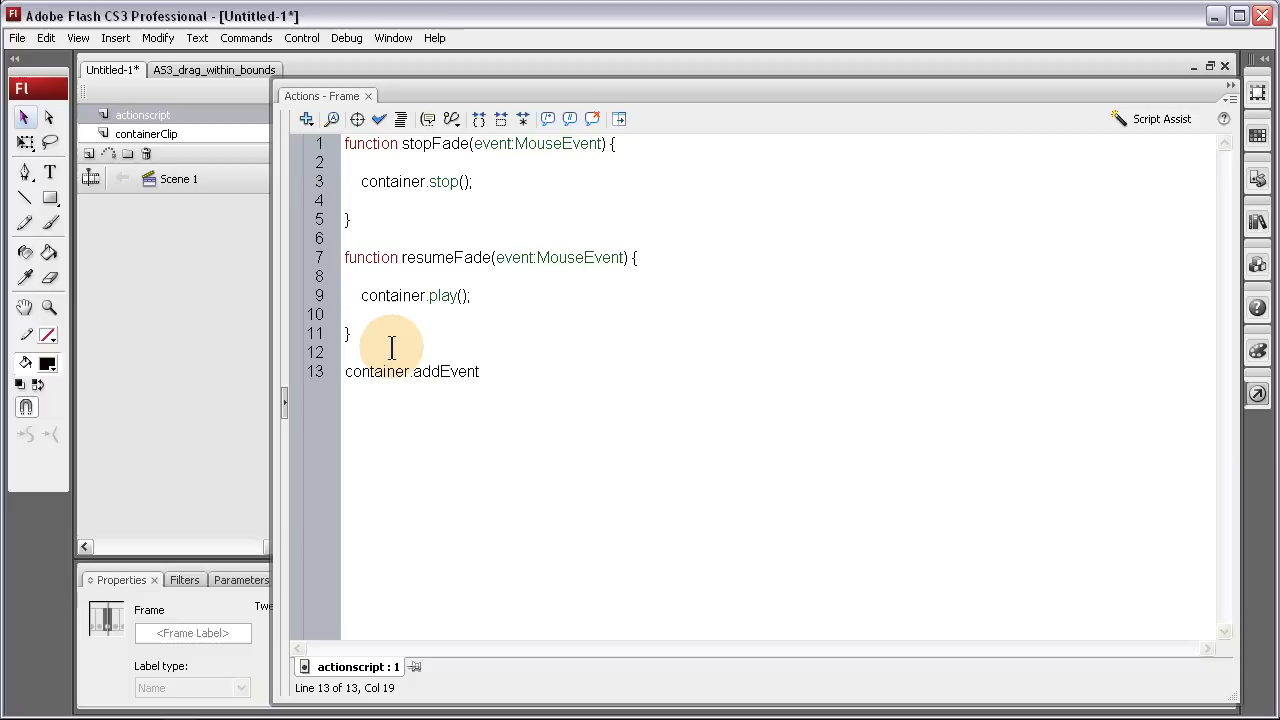 Adobe Flash CS3 Professional - [Untitled-1*]
File Edit View Insert Modify Text Commands Control Debug Window Help
Untitled-1* AS3_drag_within_bounds
Fl
Actions - Frame
actionscript
containerClip
Script Assist
Scene 1
1 function stopFade(event:MouseEvent) {
2
3 container.stop();
4
5 }
6
7 function resumeFade(event:MouseEvent) {
8
9 container.play();
10
11 }
12
13 container.addEvent
Properties Filters Parameters
Frame Twe
<Frame Label>
Label type:
Name
actionscript : 1
Line 13 of 13, Col 19